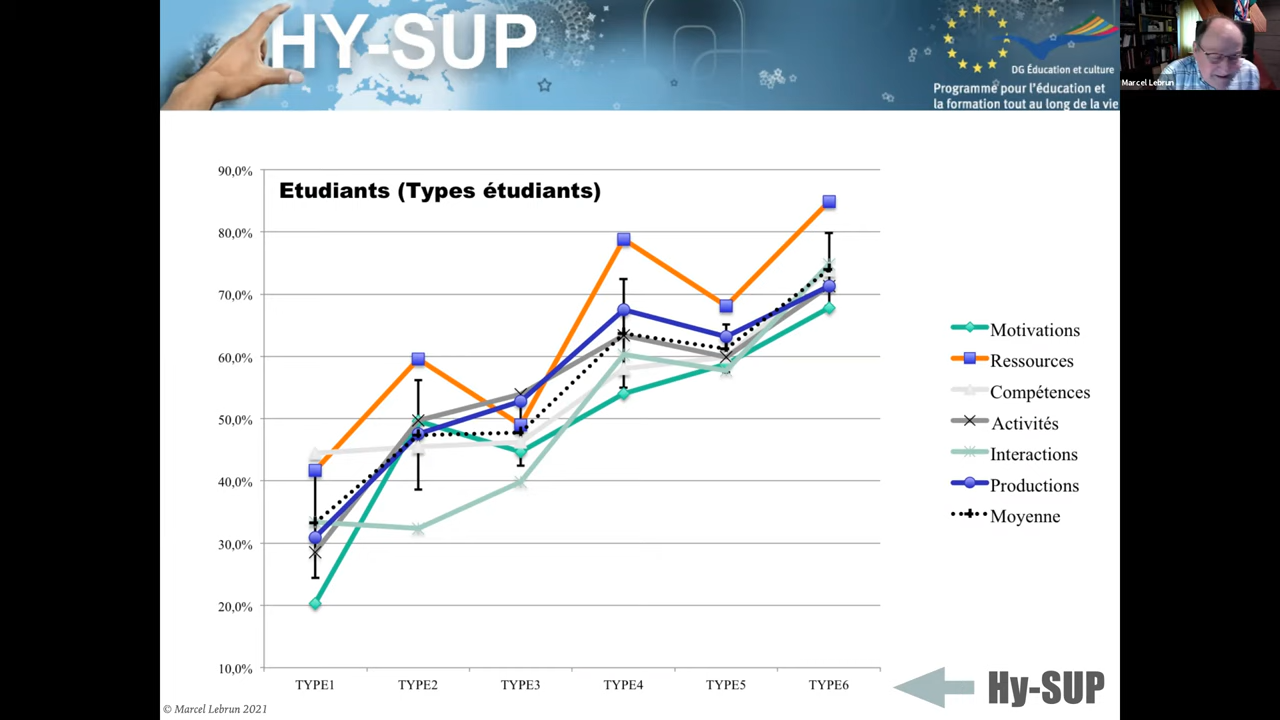 HY-SUP
DG Éducation et culture
Programme pour l'éducation et
la formation tout au long de la vie
Marcel Lebrun
Etudiants (Types étudiants)
90,0%
80,0%
70,0%
60,0%
50,0%
40,0%
30,0%
20,0%
10,0%
TYPE1 TYPE2 TYPE3 TYPE4 TYPE5 TYPE6
Motivations
Ressources
Compétences
Activités
Interactions
Productions
Moyenne
Hy-SUP
© Marcel Lebrun 2021